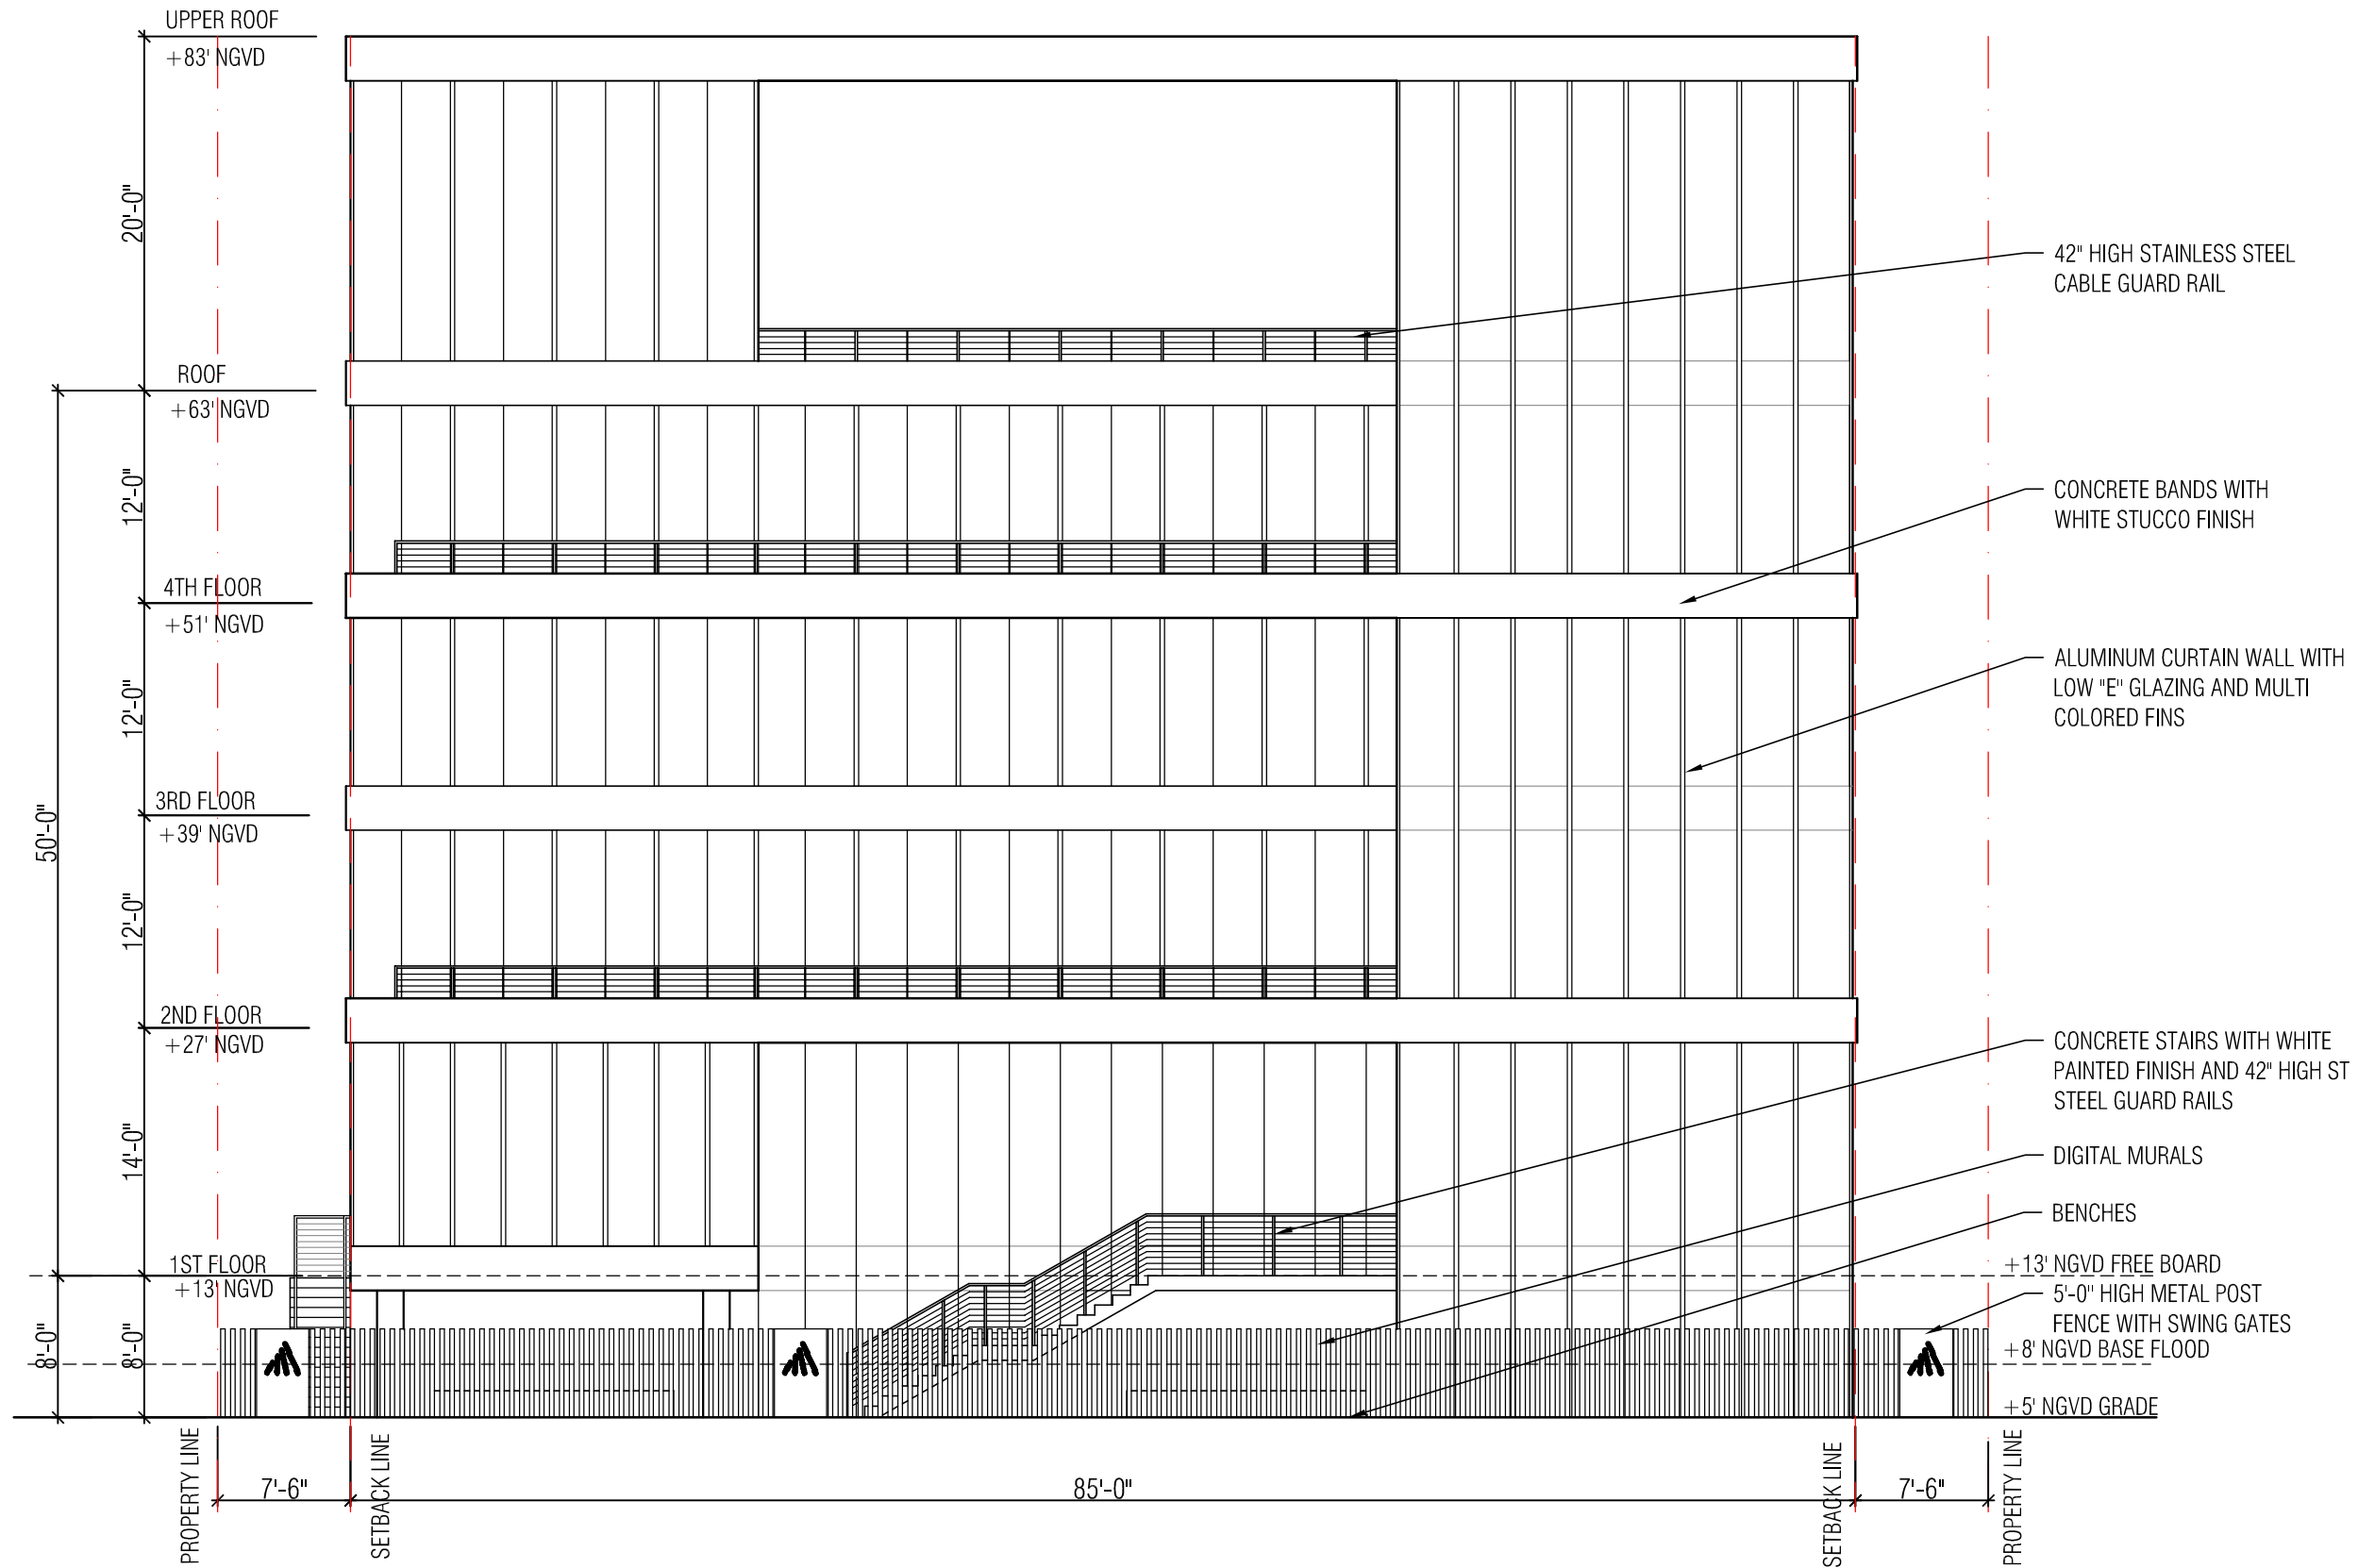 UPPER ROOF
+83' NGVD
20'-0"
ROOF
+63' NGVD
12'-0"
4TH FLOOR
+51' NGVD
12'-0"
3RD FLOOR
+39' NGVD
50'-0"
12'-0"
2ND FLOOR
+27' NGVD
14'-0"
1ST FLOOR
+13' NGVD
8'-0"
8'-0"
42" HIGH STAINLESS STEEL
CABLE GUARD RAIL
CONCRETE BANDS WITH
WHITE STUCCO FINISH
ALUMINUM CURTAIN WALL WITH
LOW "E" GLAZING AND MULTI
COLORED FINS
CONCRETE STAIRS WITH WHITE
PAINTED FINISH AND 42" HIGH ST
STEEL GUARD RAILS
DIGITAL MURALS
BENCHES
+13' NGVD FREE BOARD
5'-0" HIGH METAL POST
FENCE WITH SWING GATES
+8' NGVD BASE FLOOD
+5' NGVD GRADE
PROPERTY LINE
7'-6"
SETBACK LINE
85'-0"
SETBACK LINE
7'-6"
PROPERTY LINE